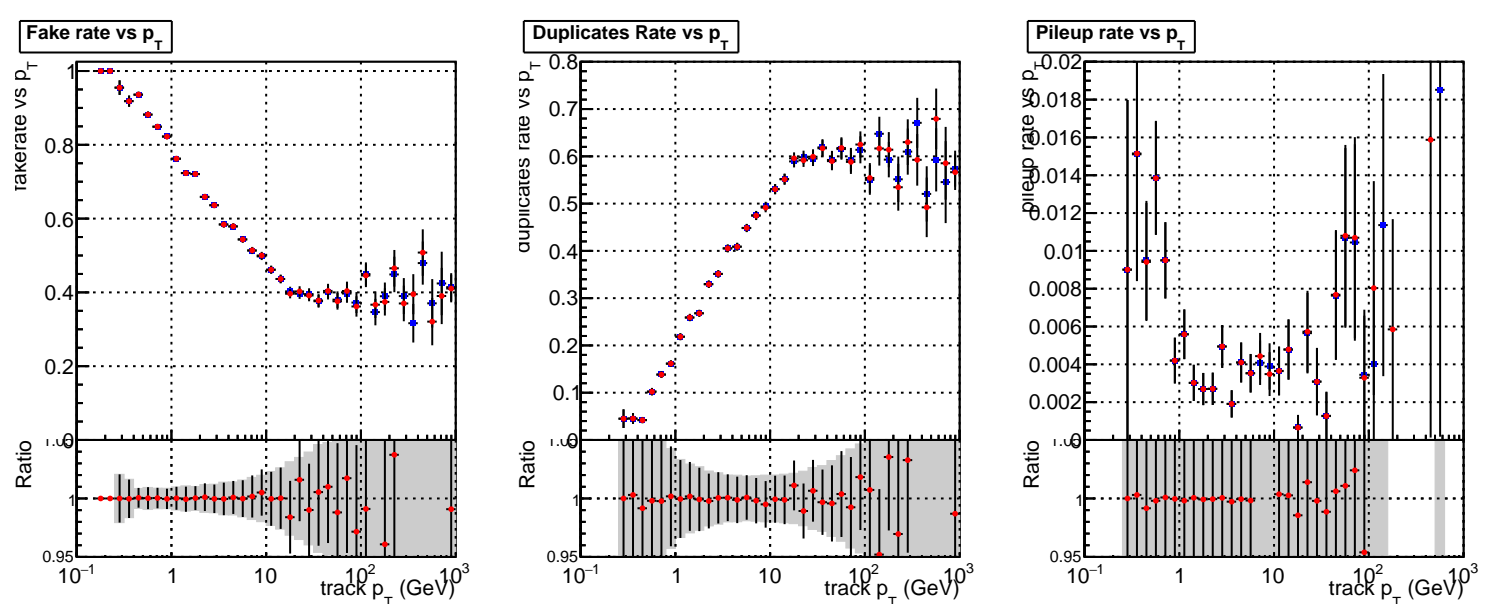 Fake rate vs p_T
fakerate vs p_T
1
0.8
0.6
0.4
0.2
0
Ratio
1
0.95
10^−1 1 10 10^2 10^3
track p_T (GeV)
Duplicates Rate vs p_T
duplicates rate vs p_T
0.8
0.7
0.6
0.5
0.4
0.3
0.2
0.1
0
Ratio
1
0.95
10^−1 1 10 10^2 10^3
track p_T (GeV)
Pileup rate vs p_T
pileup rate vs p_T
0.02
0.018
0.016
0.014
0.012
0.01
0.008
0.006
0.004
0.002
0
Ratio
1
0.95
10^−1 1 10 10^2 10^3
track p_T (GeV)